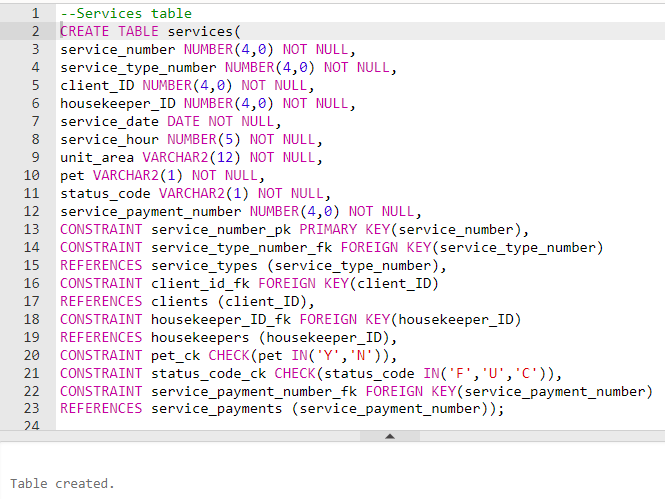 1 --Services table
2 CREATE TABLE services(
3 service_number NUMBER(4,0) NOT NULL,
4 service_type_number NUMBER(4,0) NOT NULL,
5 client_ID NUMBER(4,0) NOT NULL,
6 housekeeper_ID NUMBER(4,0) NOT NULL,
7 service_date DATE NOT NULL,
8 service_hour NUMBER(5) NOT NULL,
9 unit_area VARCHAR2(12) NOT NULL,
10 pet VARCHAR2(1) NOT NULL,
11 status_code VARCHAR2(1) NOT NULL,
12 service_payment_number NUMBER(4,0) NOT NULL,
13 CONSTRAINT service_number_pk PRIMARY KEY(service_number),
14 CONSTRAINT service_type_number_fk FOREIGN KEY(service_type_number)
15 REFERENCES service_types (service_type_number),
16 CONSTRAINT client_id_fk FOREIGN KEY(client_ID)
17 REFERENCES clients (client_ID),
18 CONSTRAINT housekeeper_ID_fk FOREIGN KEY(housekeeper_ID)
19 REFERENCES housekeepers (housekeeper_ID),
20 CONSTRAINT pet_ck CHECK(pet IN('Y','N')),
21 CONSTRAINT status_code_ck CHECK(status_code IN('F','U','C')),
22 CONSTRAINT service_payment_number_fk FOREIGN KEY(service_payment_number)
23 REFERENCES service_payments (service_payment_number));
24
Table created.